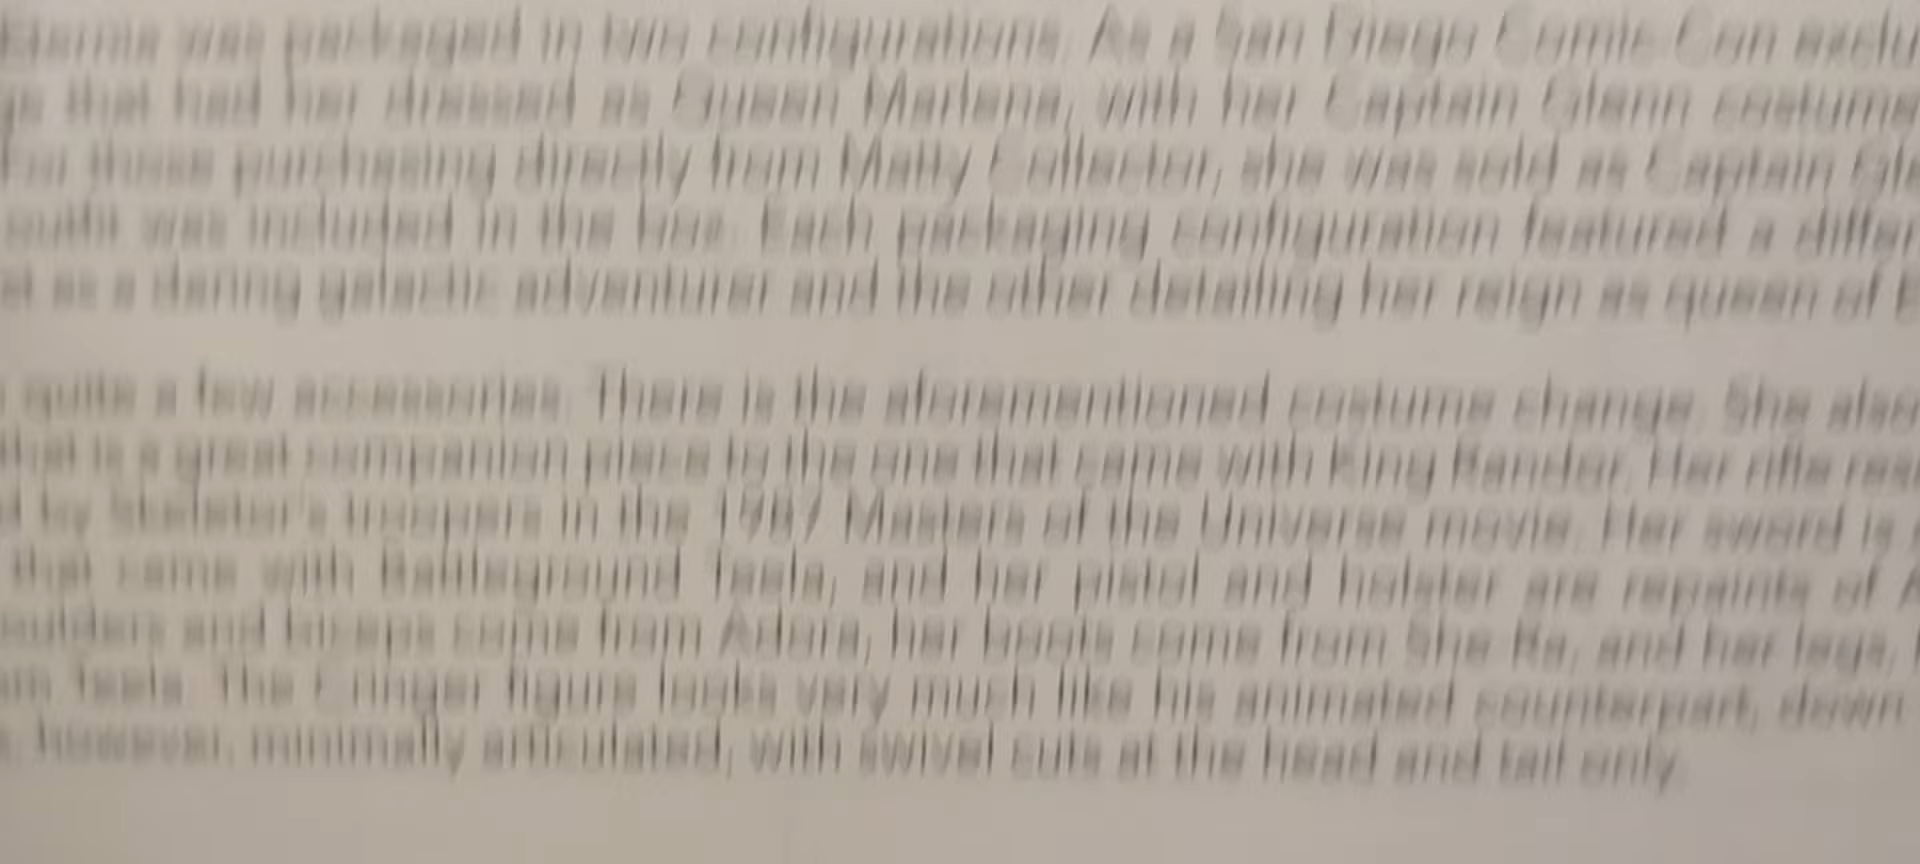 Eternia was packaged in two configurations. As a San Diego Comic Con
that had her dressed as Queen Marlena, with her Captain Glenn costume
For those purchasing directly from Matty Collector, she was sold as Captain
outfit was included in the box. Each packaging configuration featured a
as a daring galactic adventurer and the other detailing her reign as queen of
quite a few accessories. There is the aforementioned costume change. She also
that is a great companion piece to the one that came with King Randor. Her rifle
by Skeletor's troopers in the 1987 Masters of the Universe movie. Her sword is
that came with Battleground Teela, and her pistol and holster are repaints of
and biceps come from Adora, her boots come from She-Ra, and her legs,
Teela. The Cringer figure looks very much like his animated counterpart, down
however, minimally articulated, with swivel cuts at the head and tail only.